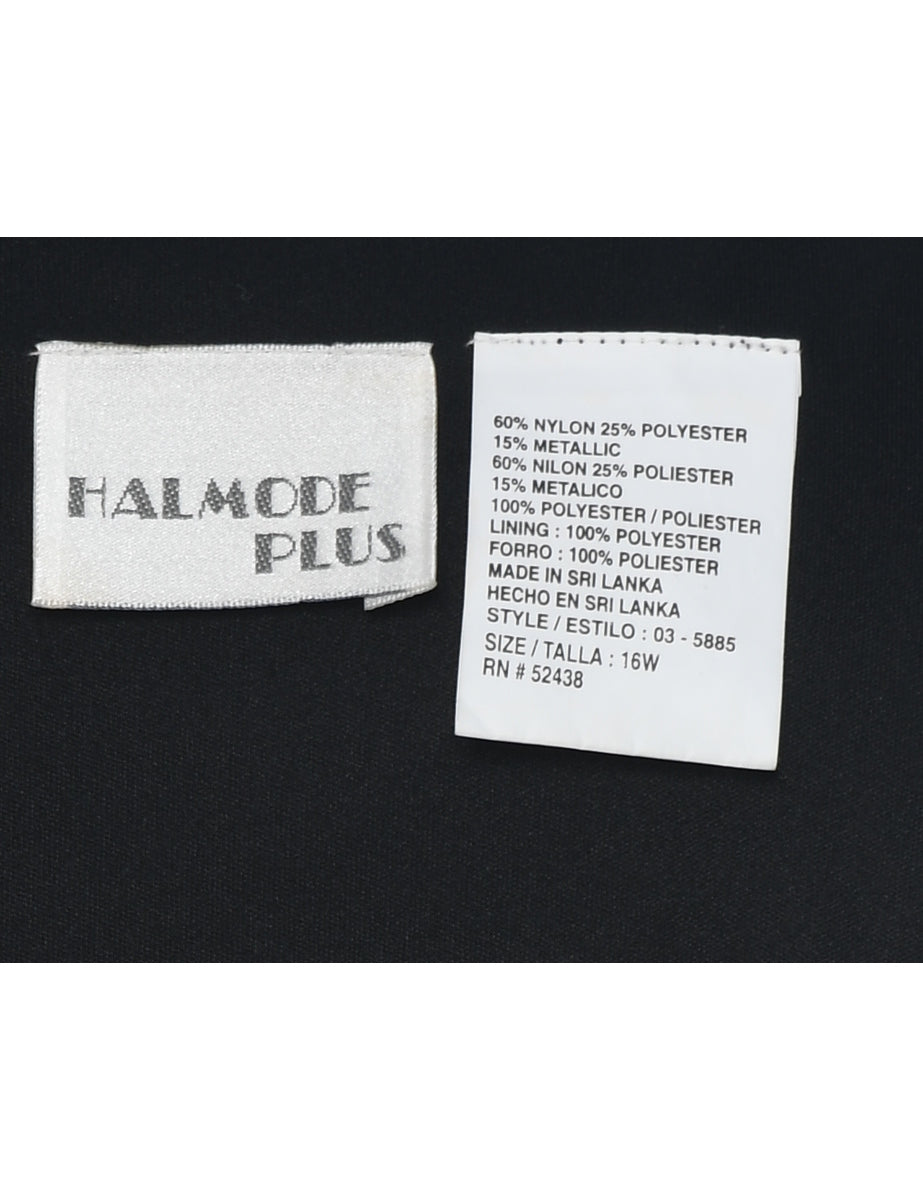 HALMODE
PLUS
60% NYLON 25% POLYESTER
15% METALLIC
60% NILON 25% POLIESTER
15% METALICO
100% POLYESTER / POLIESTER
LINING : 100% POLYESTER
FORRO : 100% POLIESTER
MADE IN SRI LANKA
HECHO EN SRI LANKA
STYLE / ESTILO : 03 - 5885
SIZE / TALLA : 16W
RN # 52438